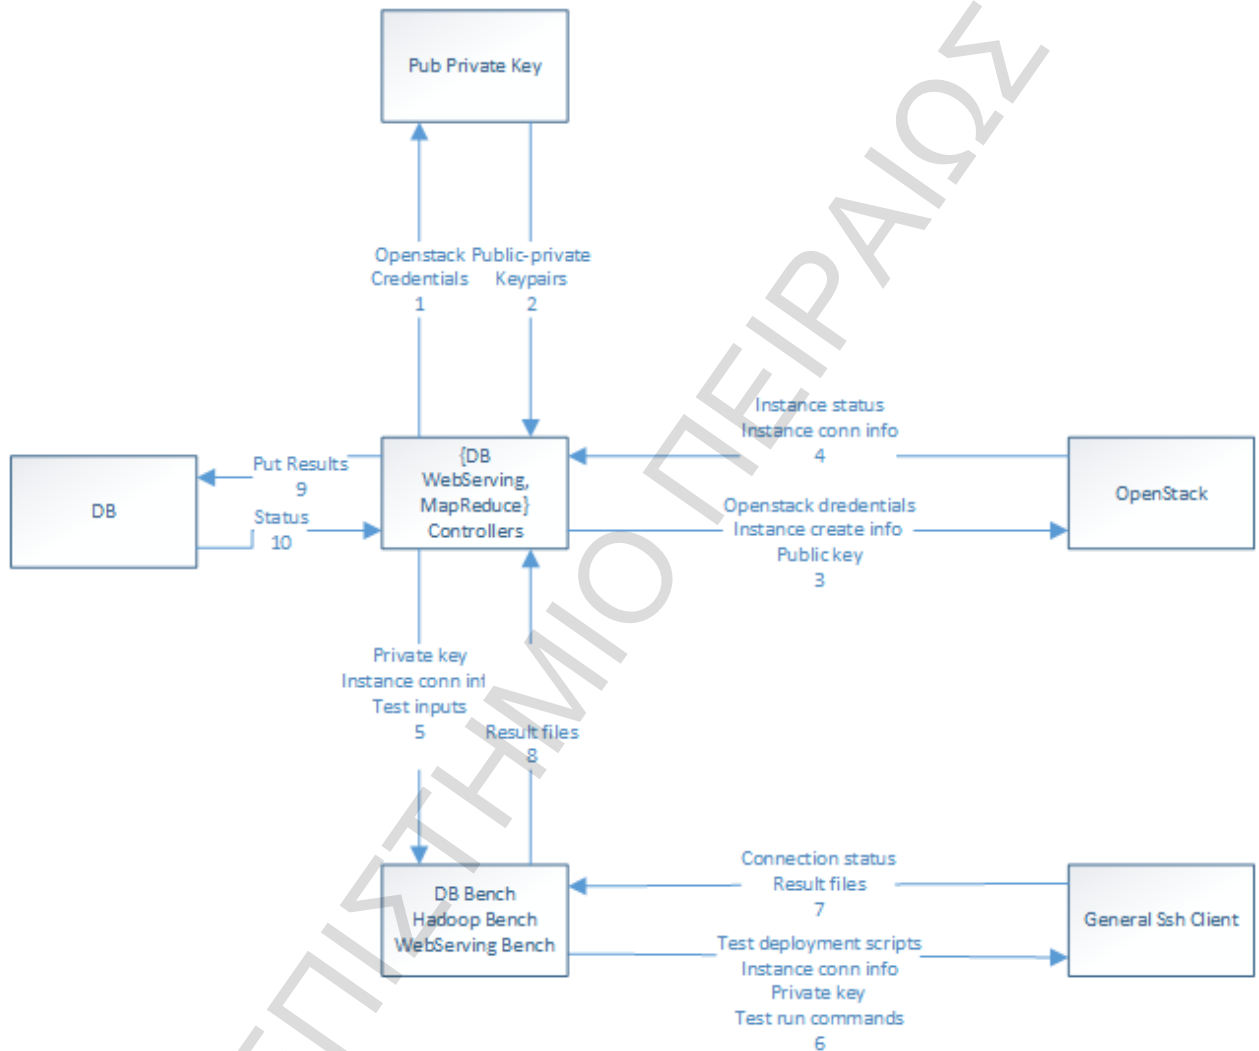 Pub Private Key
Openstack
Credentials
1
Public-private
Keypairs
2
Instance status
Instance conn info
4
{DB
WebServing,
MapReduce}
Controllers
DB
Put Results
9
Status
10
OpenStack
Openstack dredentials
Instance create info
Public key
3
Private key
Instance conn inf
Test inputs
5
Result files
8
Connection status
Result files
7
DB Bench
Hadoop Bench
WebServing Bench
General Ssh Client
Test deployment scripts
Instance conn info
Private key
Test run commands
6
ΕΠΙΣΤΗΜΙΟ ΠΕΙΡΑΙΩΣ